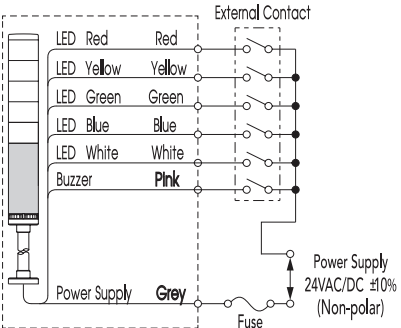 External Contact
LED Red Red
LED Yellow Yellow
LED Green Green
LED Blue Blue
LED White White
Buzzer Pink
Power Supply Grey
Fuse
Power Supply
24VAC/DC ±10%
(Non-polar)